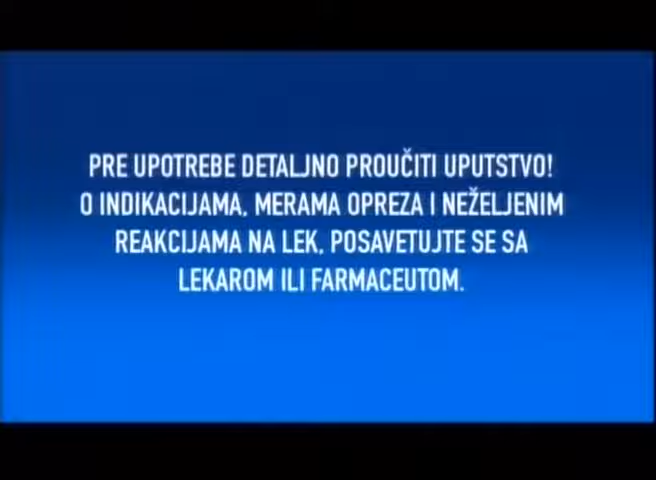 PRE UPOTREBE DETALJNO PROUČITI UPUTSTVO!
O INDIKACIJAMA, MERAMA OPREZA I NEŽELJENIM
REAKCIJAMA NA LEK, POSAVETUJTE SE SA
LEKAROM ILI FARMACEUTOM.